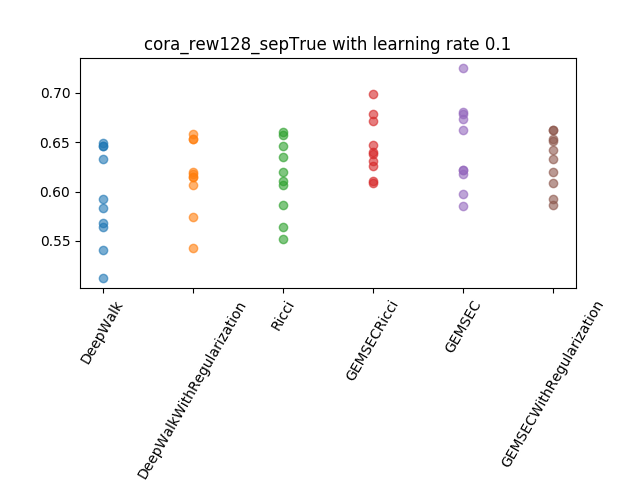 cora_rew128_sepTrue with learning rate 0.1
0.70
0.65
0.60
0.55
DeepWalk
DeepWalkWithRegularization
Ricci
GEMSECRicci
GEMSEC
GEMSECWithRegularization